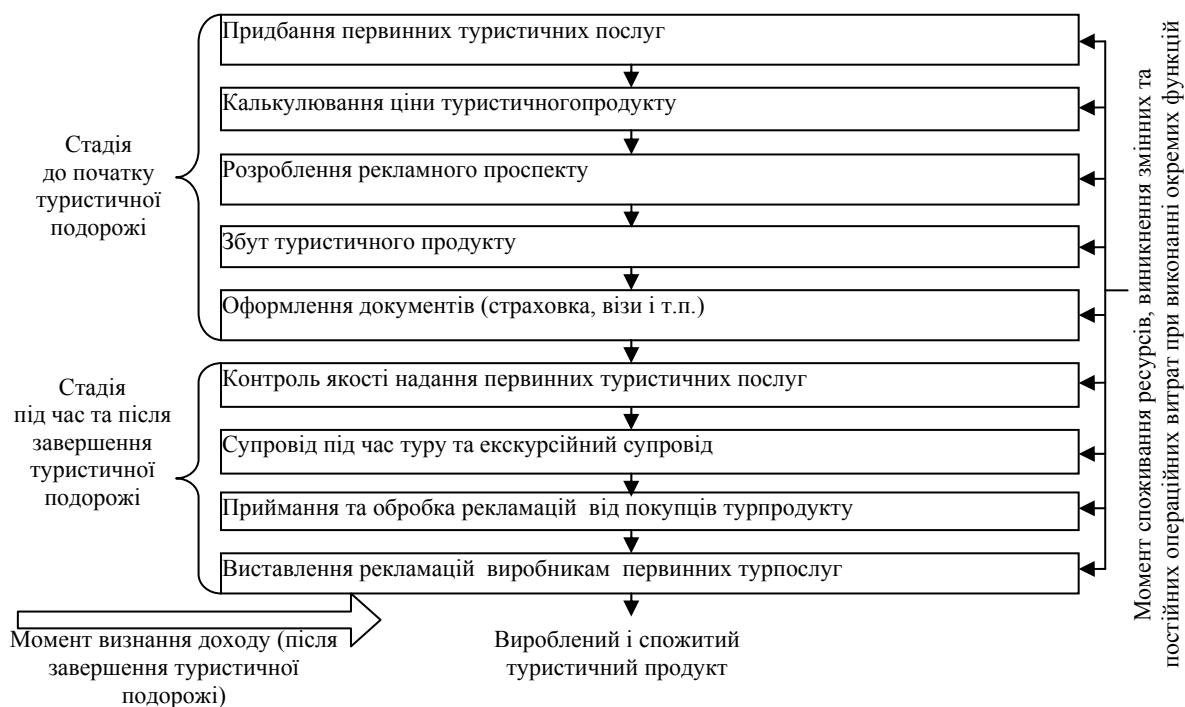 Придбання первинних туристичних послуг
Калькулювання ціни туристичногопродукту
Розроблення рекламного проспекту
Збут туристичного продукту
Оформлення документів (страховка, візи і т.п.)
Стадія
до початку
туристичної
подорожі
Контроль якості надання первинних туристичних послуг
Супровід під час туру та екскурсійний супровід
Приймання та обробка рекламацій від покупців турпродукту
Виставлення рекламацій виробникам первинних турпослуг
Стадія
під час та після
завершення
туристичної
подорожі
Момент визнання доходу (після
завершення туристичної
подорожі)
Вироблений і спожитий
туристичний продукт
Момент споживання ресурсів, виникнення змінних та
постійних операційних витрат при виконанні окремих функцій